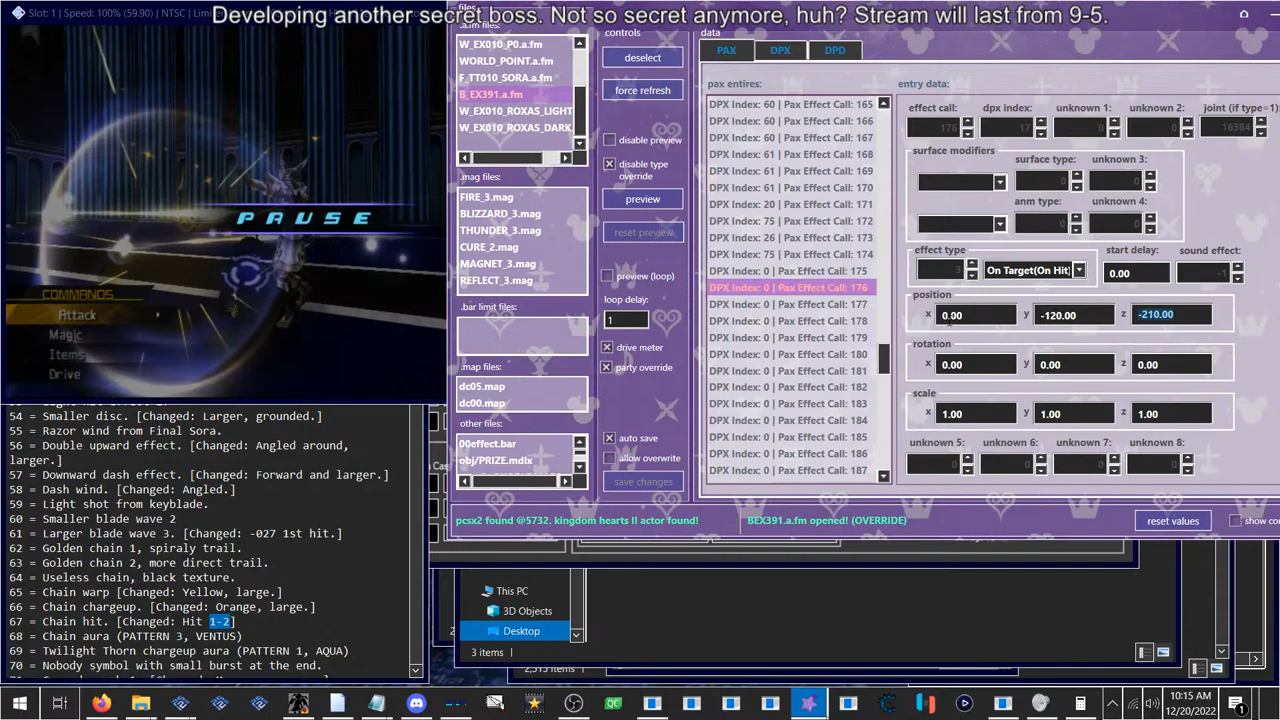 Slot: 1 | Speed: 100% (59.90) | NTSC |
Developing another secret boss. Not so secret anymore, huh? Stream will last from 9-5.
PAUSE
COMMANDS
Attack
Magic
Items
Drive
files
.a.fm files:
W_EX010_P0.a.fm
WORLD_POINT.a.fm
F_TT010_SORA.a.fm
B_EX391.a.fm
W_EX010_ROXAS_LIGHT
W_EX010_ROXAS_DARK.
.mag files:
FIRE_3.mag
BLIZZARD_3.mag
THUNDER_3.mag
CURE_2.mag
MAGNET_3.mag
REFLECT_3.mag
.bar limit files:
.map files:
dc05.map
dc00.map
other files:
00effect.bar
obj/PRIZE.mdlx
controls
deselect
force refresh
disable preview
disable type
override
preview
reset preview
preview (loop)
loop delay:
1
drive meter
party override
auto save
allow overwrite
save changes
data
PAX DPX DPD
pax entires:
DPX Index: 60 | Pax Effect Call: 165
DPX Index: 60 | Pax Effect Call: 166
DPX Index: 60 | Pax Effect Call: 167
DPX Index: 61 | Pax Effect Call: 168
DPX Index: 61 | Pax Effect Call: 169
DPX Index: 61 | Pax Effect Call: 170
DPX Index: 20 | Pax Effect Call: 171
DPX Index: 75 | Pax Effect Call: 172
DPX Index: 26 | Pax Effect Call: 173
DPX Index: 75 | Pax Effect Call: 174
DPX Index: 0 | Pax Effect Call: 175
DPX Index: 0 | Pax Effect Call: 176
DPX Index: 0 | Pax Effect Call: 177
DPX Index: 0 | Pax Effect Call: 178
DPX Index: 0 | Pax Effect Call: 179
DPX Index: 0 | Pax Effect Call: 180
DPX Index: 0 | Pax Effect Call: 181
DPX Index: 0 | Pax Effect Call: 182
DPX Index: 0 | Pax Effect Call: 183
DPX Index: 0 | Pax Effect Call: 184
DPX Index: 0 | Pax Effect Call: 185
DPX Index: 0 | Pax Effect Call: 186
DPX Index: 0 | Pax Effect Call: 187
entry data:
effect call: dpx index: unknown 1: unknown 2: joint (if type=1)
176 17 0 0 16384
surface modifiers
surface type: unknown 3:
0 0
anm type: unknown 4:
0 0
effect type start delay: sound effect:
3 On Target(On Hit) 0.00 -1
position
x 0.00 y -120.00 z -210.00
rotation
x 0.00 y 0.00 z 0.00
scale
x 1.00 y 1.00 z 1.00
unknown 5: unknown 6: unknown 7: unknown 8:
0 0 0 0
pcsx2 found @5732. kingdom hearts II actor found!
BEX391.a.fm opened! (OVERRIDE)
reset values
show co
54 = Smaller disc. [Changed: Larger, grounded.]
55 = Razor wind from Final Sora.
56 = Double upward effect. [Changed: Angled around,
larger.]
57 = Downward dash effect. [Changed: Forward and larger.]
58 = Dash wind. [Changed: Angled.]
59 = Light shot from keyblade.
60 = Smaller blade wave 2
61 = Larger blade wave 3. [Changed: -027 1st hit.]
62 = Golden chain 1, spiraly trail.
63 = Golden chain 2, more direct trail.
64 = Useless chain, black texture.
65 = Chain warp. [Changed: Yellow, large.]
66 = Chain chargeup. [Changed: Orange, large.]
67 = Chain hit. [Changed: Hit 1-2]
68 = Chain aura (PATTERN 3, VENTUS)
69 = Twilight Thorn chargeup aura (PATTERN 1, AQUA)
70 = Nobody symbol with small burst at the end.
This PC
3D Objects
Desktop
3 items
10:15 AM
12/20/2022